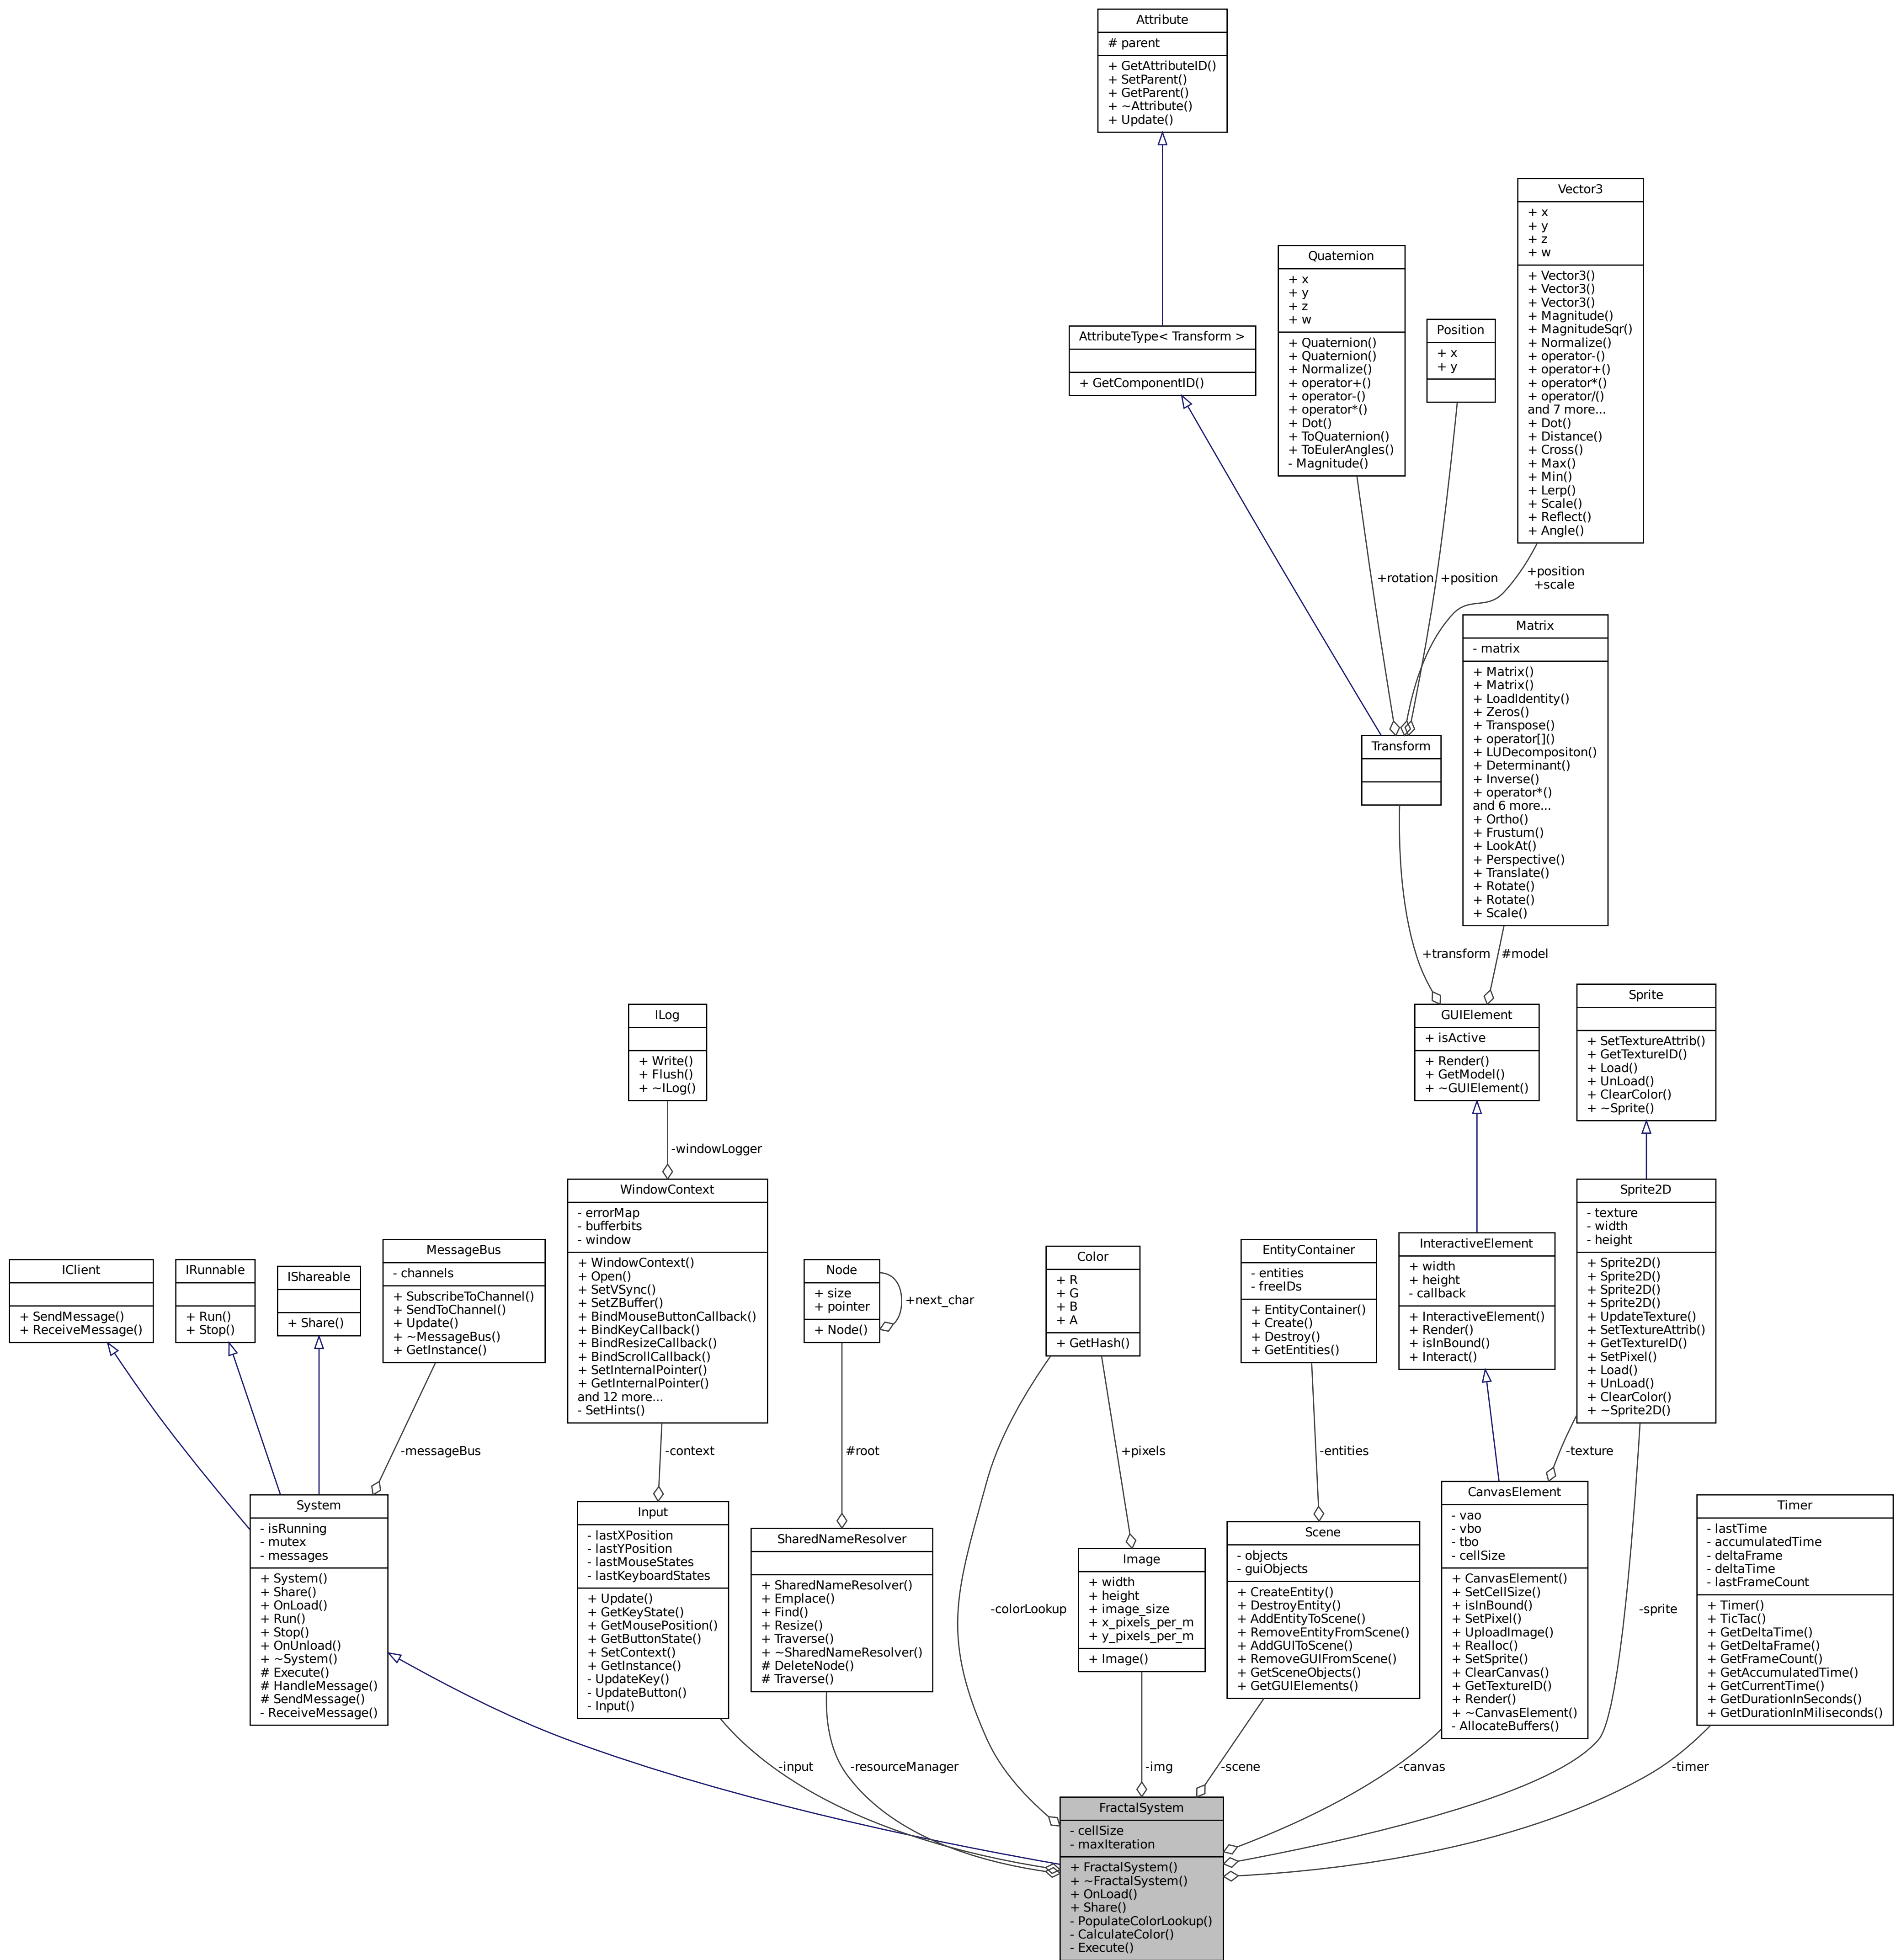 Attribute
# parent
+ GetAttributeID()
+ SetParent()
+ GetParent()
+ ~Attribute()
+ Update()
Vector3
+ x
+ y
+ z
+ w
+ Vector3()
+ Vector3()
+ Vector3()
+ Magnitude()
+ MagnitudeSqr()
+ Normalize()
+ operator-()
+ operator+()
+ operator*()
+ operator/()
and 7 more...
+ Dot()
+ Distance()
+ Cross()
+ Max()
+ Min()
+ Lerp()
+ Scale()
+ Reflect()
+ Angle()
Quaternion
+ x
+ y
+ z
+ w
+ Quaternion()
+ Quaternion()
+ Normalize()
+ operator+()
+ operator-()
+ operator*()
+ Dot()
+ ToQuaternion()
+ ToEulerAngles()
- Magnitude()
Position
+ x
+ y
AttributeType< Transform >
+ GetComponentID()
+rotation
+position
+position
+scale
Matrix
- matrix
+ Matrix()
+ Matrix()
+ LoadIdentity()
+ Zeros()
+ Transpose()
+ operator[]()
+ LUDecompositon()
+ Determinant()
+ Inverse()
+ operator*()
and 6 more...
+ Ortho()
+ Frustum()
+ LookAt()
+ Perspective()
+ Translate()
+ Rotate()
+ Rotate()
+ Scale()
Transform
+transform
#model
ILog
+ Write()
+ Flush()
+ ~ILog()
GUIElement
+ isActive
+ Render()
+ GetModel()
+ ~GUIElement()
Sprite
+ SetTextureAttrib()
+ GetTextureID()
+ Load()
+ UnLoad()
+ ClearColor()
+ ~Sprite()
-windowLogger
IClient
+ SendMessage()
+ ReceiveMessage()
IRunnable
+ Run()
+ Stop()
IShareable
+ Share()
MessageBus
- channels
+ SubscribeToChannel()
+ SendToChannel()
+ Update()
+ ~MessageBus()
+ GetInstance()
WindowContext
- errorMap
- bufferbits
- window
+ WindowContext()
+ Open()
+ SetVSync()
+ SetZBuffer()
+ BindMouseButtonCallback()
+ BindKeyCallback()
+ BindResizeCallback()
+ BindScrollCallback()
+ SetInternalPointer()
+ GetInternalPointer()
and 12 more...
- SetHints()
Node
+ size
+ pointer
+ Node()
+next_char
Color
+ R
+ G
+ B
+ A
+ GetHash()
EntityContainer
- entities
- freeIDs
+ EntityContainer()
+ Create()
+ Destroy()
+ GetEntities()
InteractiveElement
+ width
+ height
- callback
+ InteractiveElement()
+ Render()
+ isInBound()
+ Interact()
Sprite2D
- texture
- width
- height
+ Sprite2D()
+ Sprite2D()
+ Sprite2D()
+ Sprite2D()
+ UpdateTexture()
+ SetTextureAttrib()
+ GetTextureID()
+ SetPixel()
+ Load()
+ UnLoad()
+ ClearColor()
+ ~Sprite2D()
-messageBus
-context
#root
+pixels
-entities
-texture
System
- isRunning
- mutex
- messages
+ System()
+ Share()
+ OnLoad()
+ Run()
+ Stop()
+ OnUnload()
+ ~System()
# Execute()
# HandleMessage()
# SendMessage()
- ReceiveMessage()
Input
- lastXPosition
- lastYPosition
- lastMouseStates
- lastKeyboardStates
+ Update()
+ GetKeyState()
+ GetMousePosition()
+ GetButtonState()
+ SetContext()
+ GetInstance()
- UpdateKey()
- UpdateButton()
- Input()
SharedNameResolver
+ SharedNameResolver()
+ Emplace()
+ Find()
+ Resize()
+ Traverse()
+ ~SharedNameResolver()
# DeleteNode()
# Traverse()
-colorLookup
Image
+ width
+ height
+ image_size
+ x_pixels_per_m
+ y_pixels_per_m
+ Image()
Scene
- objects
- guiObjects
+ CreateEntity()
+ DestroyEntity()
+ AddEntityToScene()
+ RemoveEntityFromScene()
+ AddGUIToScene()
+ RemoveGUIFromScene()
+ GetSceneObjects()
+ GetGUIElements()
CanvasElement
- vao
- vbo
- tbo
- cellSize
+ CanvasElement()
+ SetCellSize()
+ isInBound()
+ SetPixel()
+ UploadImage()
+ Realloc()
+ SetSprite()
+ ClearCanvas()
+ GetTextureID()
+ Render()
+ ~CanvasElement()
- AllocateBuffers()
-sprite
Timer
- lastTime
- accumulatedTime
- deltaFrame
- deltaTime
- lastFrameCount
+ Timer()
+ TicTac()
+ GetDeltaTime()
+ GetDeltaFrame()
+ GetFrameCount()
+ GetAccumulatedTime()
+ GetCurrentTime()
+ GetDurationInSeconds()
+ GetDurationInMiliseconds()
-input
-resourceManager
-img
-scene
-canvas
-timer
FractalSystem
- cellSize
- maxIteration
+ FractalSystem()
+ ~FractalSystem()
+ OnLoad()
+ Share()
- PopulateColorLookup()
- CalculateColor()
- Execute()